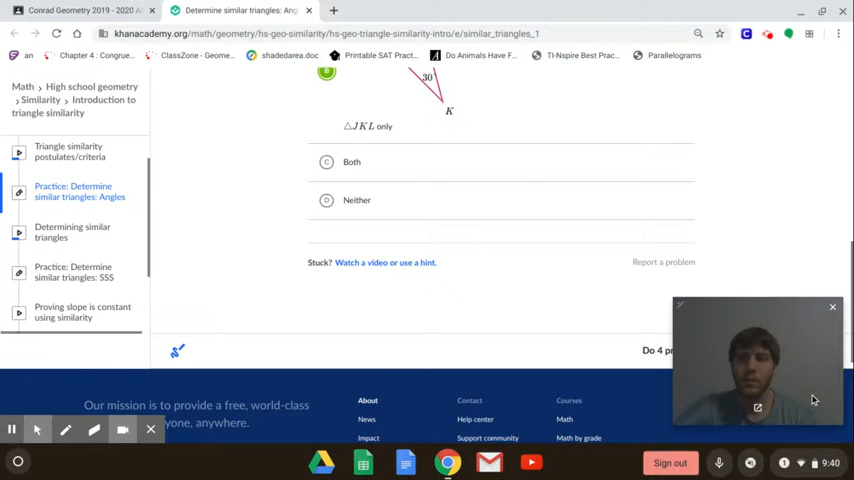 Conrad Geometry 2019 - 2020 A
Determine similar triangles: Ang
khanacademy.org/math/geometry/hs-geo-similarity/hs-geo-triangle-similarity-intro/e/similar_triangles_1
an
Chapter 4 : Congrue...
ClassZone - Geome...
shadedarea.doc
Printable SAT Pract...
Do Animals Have F...
TI-Nspire Best Prac...
Parallelograms
Math > High school geometry
> Similarity > Introduction to
triangle similarity
Triangle similarity
postulates/criteria
Practice: Determine
similar triangles: Angles
Determining similar
triangles
Practice: Determine
similar triangles: SSS
Proving slope is constant
using similarity
B
30°
K
△JKL only
C Both
D Neither
Stuck? Watch a video or use a hint.
Report a problem
Do 4 pr
Our mission is to provide a free, world-class
yone, anywhere.
About
News
Impact
Contact
Help center
Support community
Courses
Math
Math by grade
Sign out
1
9:40